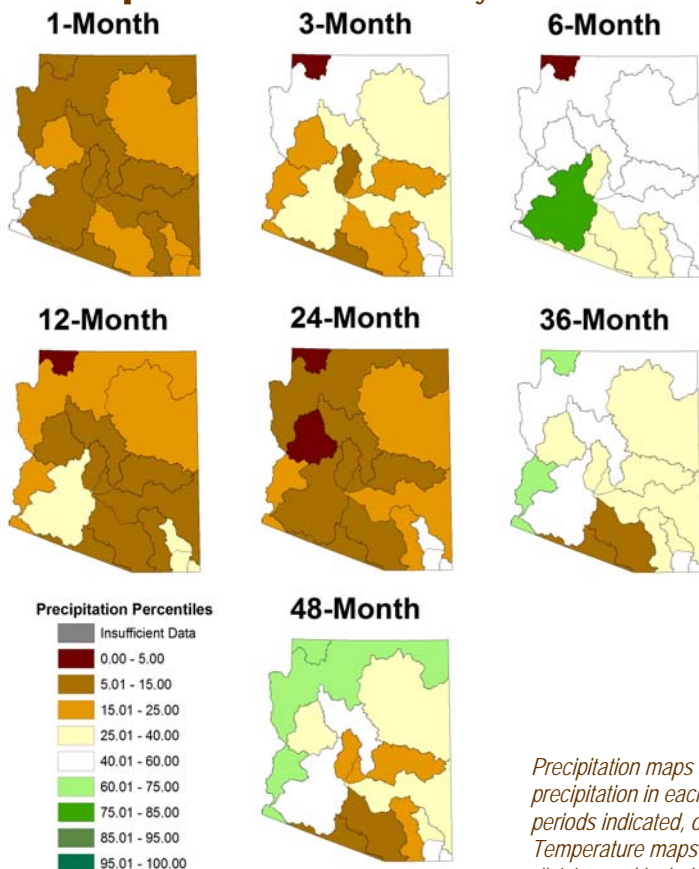 1-Month
3-Month
6-Month
12-Month
24-Month
36-Month
Precipitation Percentiles
Insufficient Data
0.00 - 5.00
5.01 - 15.00
15.01 - 25.00
25.01 - 40.00
40.01 - 60.00
60.01 - 75.00
75.01 - 85.00
85.01 - 95.00
95.01 - 100.00
48-Month
Precipitation maps
precipitation in each
periods indicated,
Temperature maps